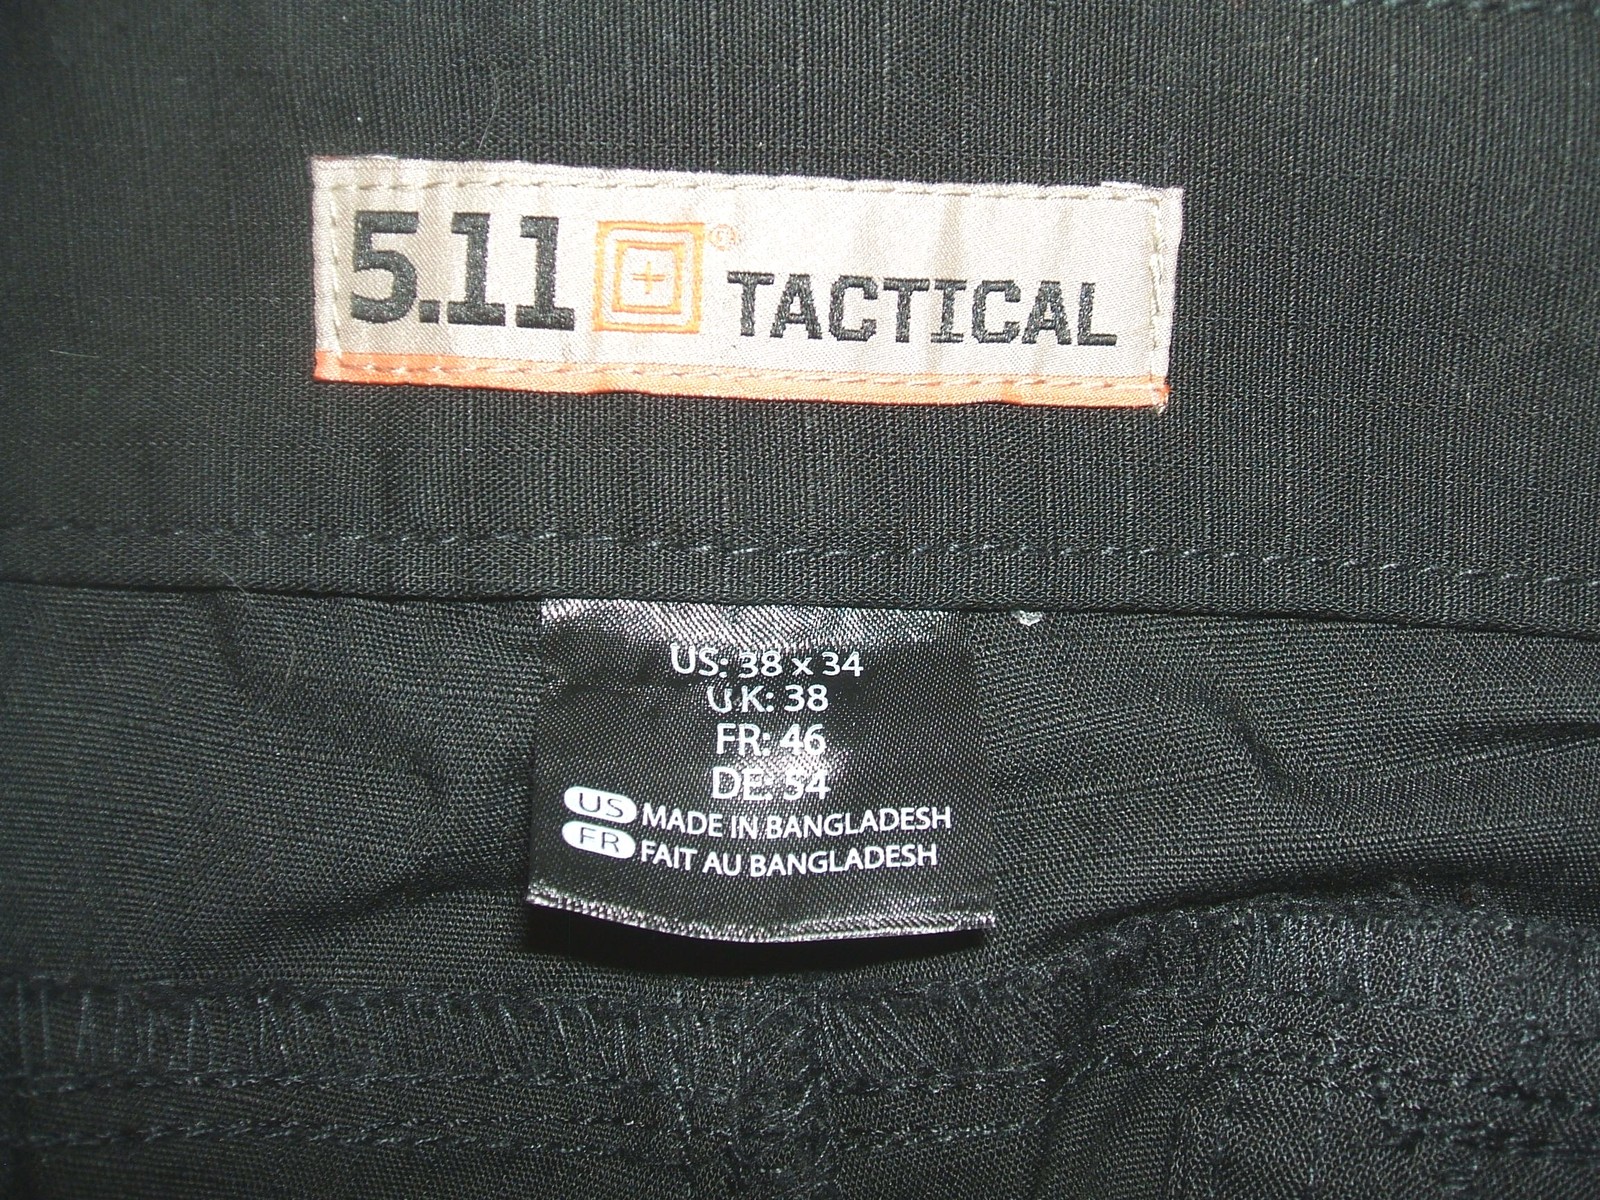 5.11® TACTICAL
US: 38 x 34
UK: 38
FR: 46
DE: 54
US MADE IN BANGLADESH
FR FAIT AU BANGLADESH